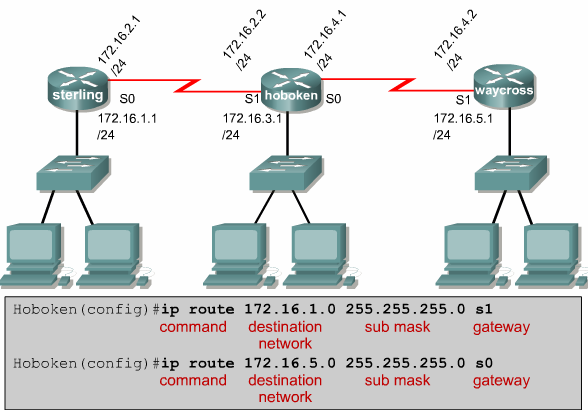 172.16.2.1
/24
172.16.2.2
/24
172.16.4.1
/24
172.16.4.2
/24
sterling
hoboken
waycross
S0
S1
S0
S1
172.16.1.1
/24
172.16.3.1
/24
172.16.5.1
/24
Hoboken(config)#ip route 172.16.1.0 255.255.255.0 s1
command destination sub mask gateway
network
Hoboken(config)#ip route 172.16.5.0 255.255.255.0 s0
command destination sub mask gateway
network